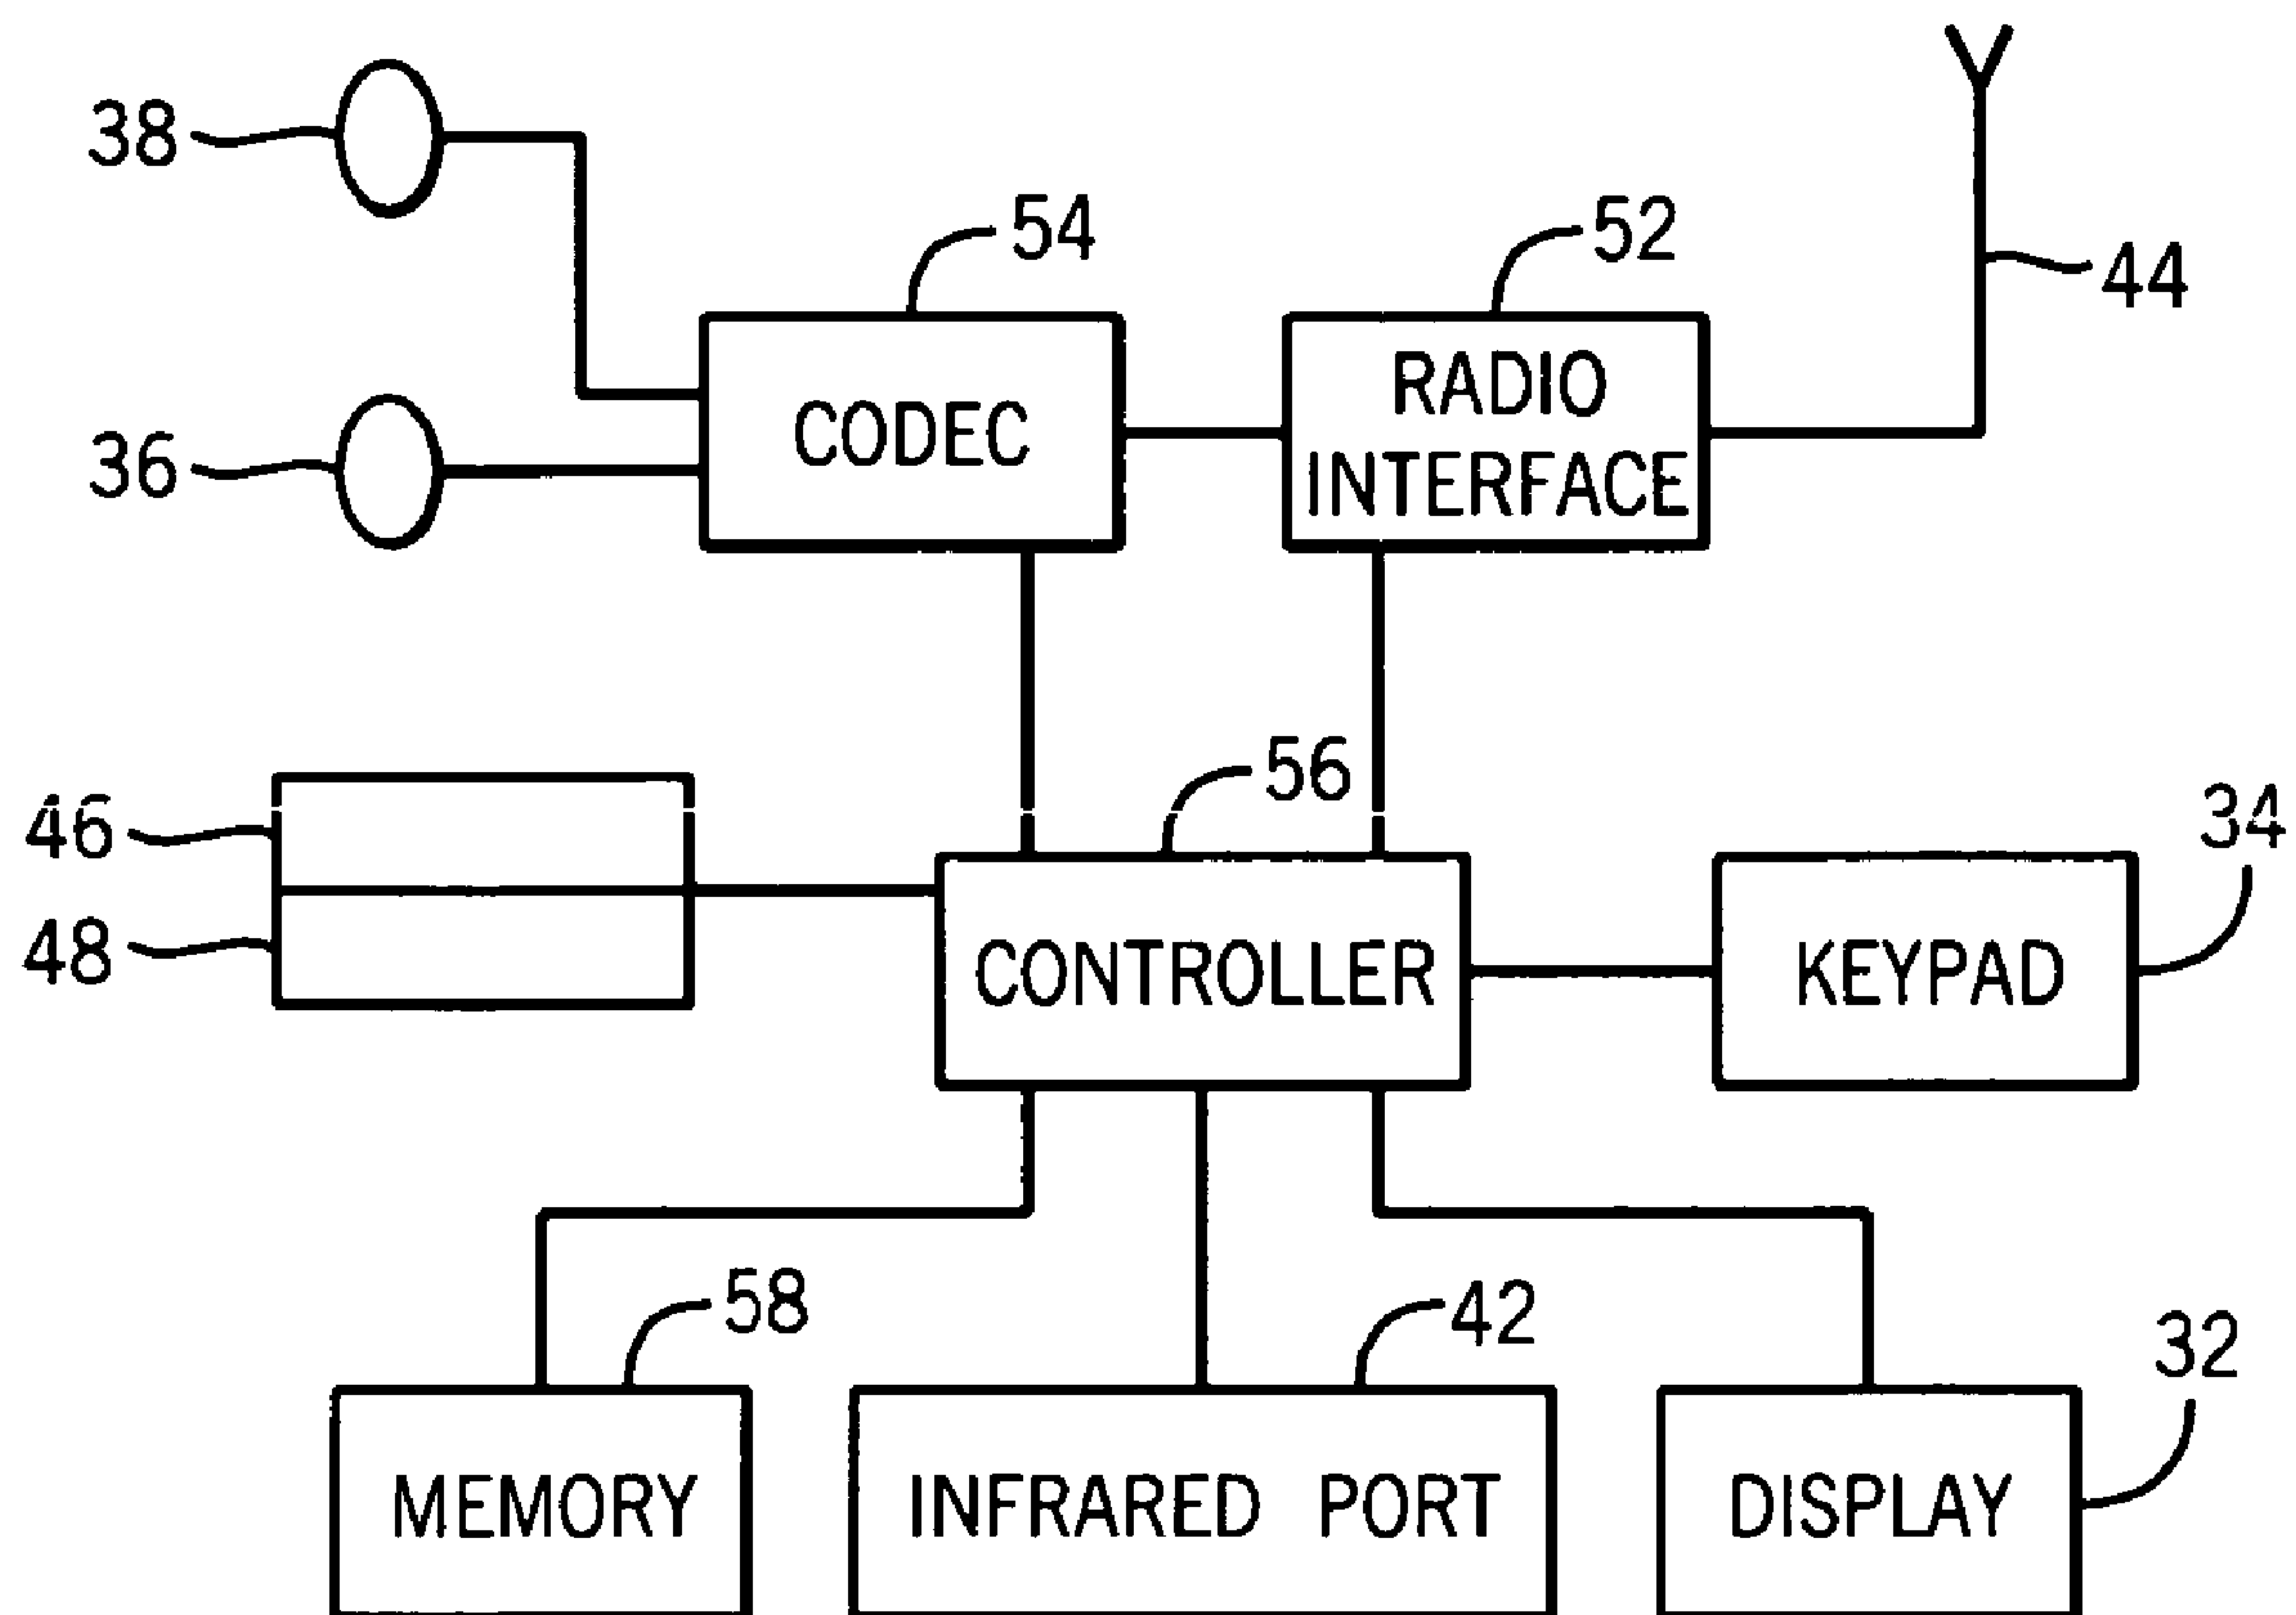 38
54
52
44
CODEC
RADIO
INTERFACE
36
56
46
34
48
CONTROLLER
KEYPAD
58
42
32
MEMORY
INFRARED PORT
DISPLAY